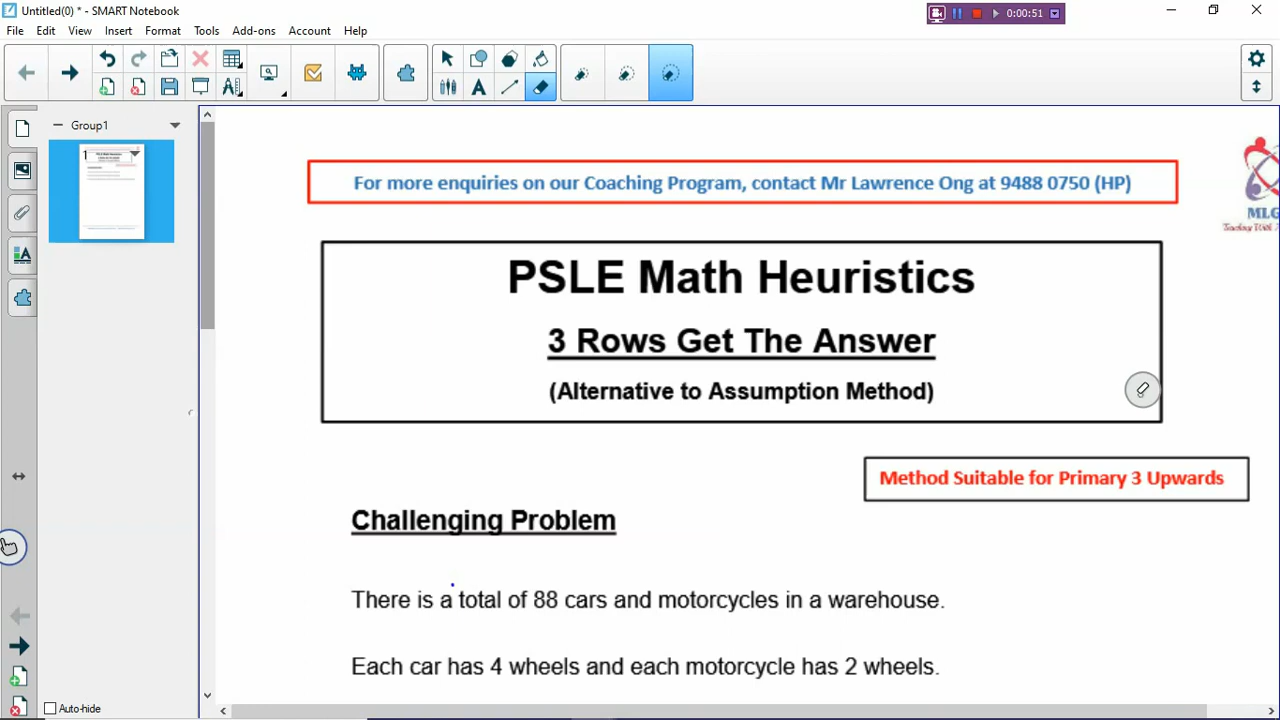 Untitled(0) * - SMART Notebook
0:00:51
File Edit View Insert Format Tools Add-ons Account Help
Group1
1
For more enquiries on our Coaching Program, contact Mr Lawrence Ong at 9488 0750 (HP)
MLG
PSLE Math Heuristics
3 Rows Get The Answer
(Alternative to Assumption Method)
Method Suitable for Primary 3 Upwards
Challenging Problem
There is a total of 88 cars and motorcycles in a warehouse.
Each car has 4 wheels and each motorcycle has 2 wheels.
Auto-hide